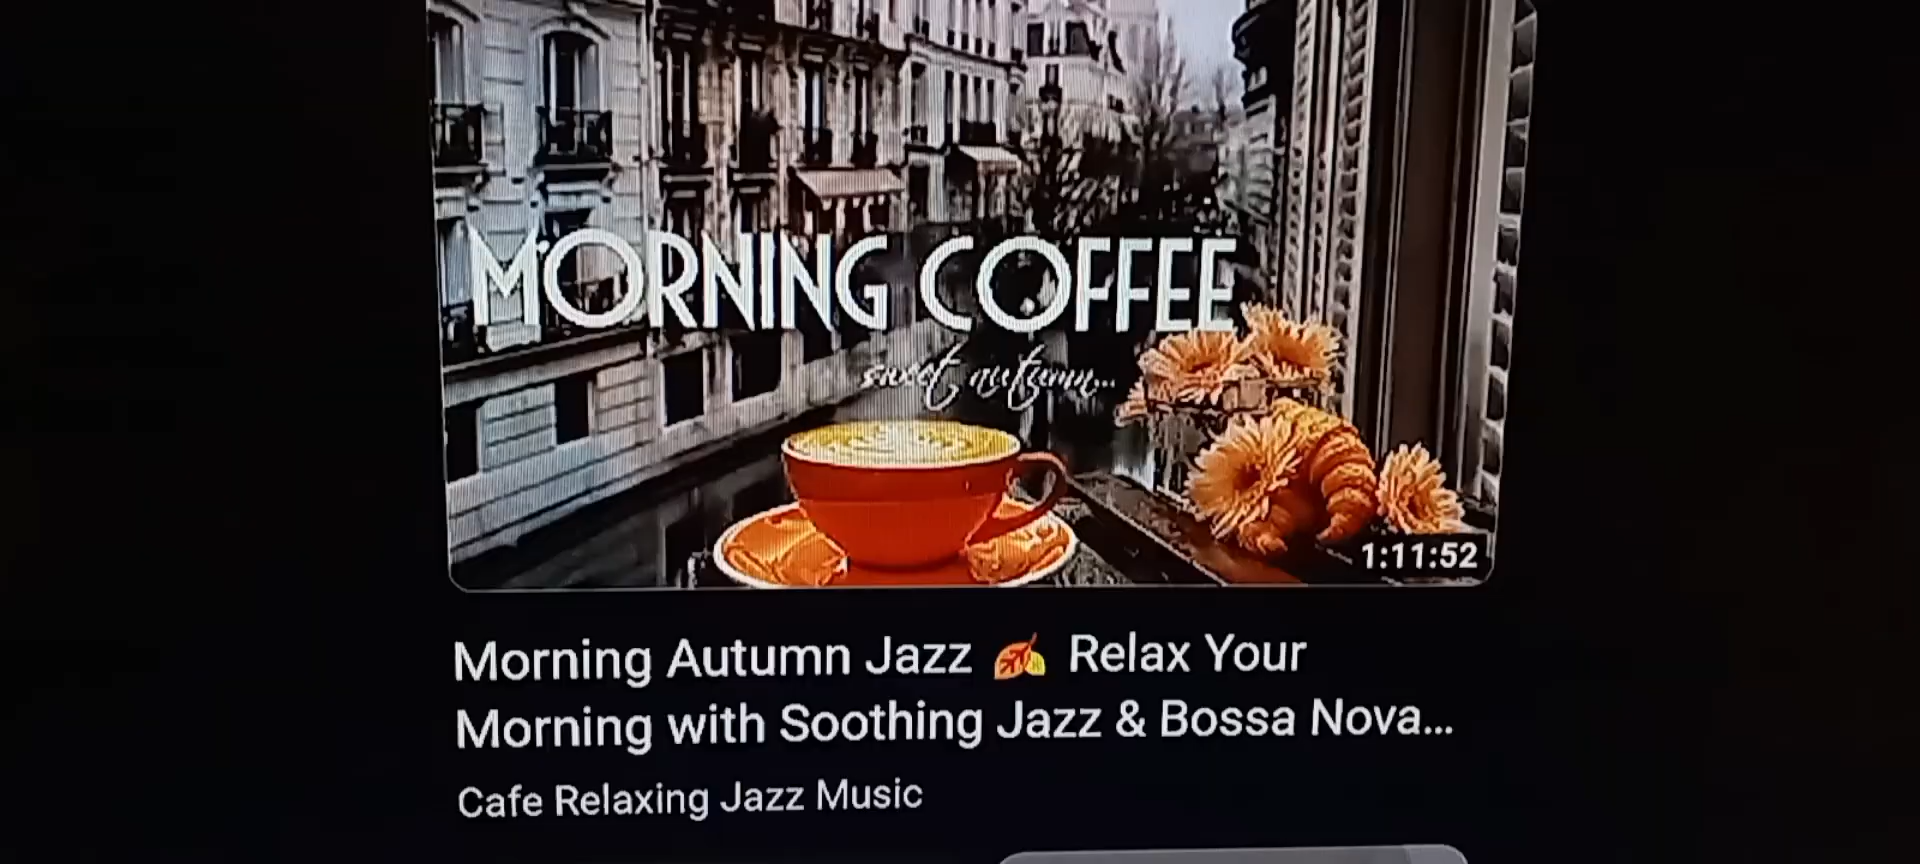 MORNING COFFEE
sweet autumn...
1:11:52
Morning Autumn Jazz 🍂 Relax Your
Morning with Soothing Jazz & Bossa Nova...
Cafe Relaxing Jazz Music